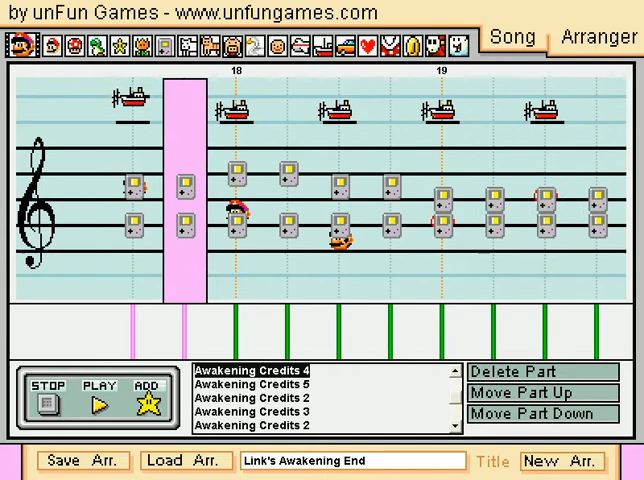 by unFun Games - www.unfungames.com
Song
Arranger
18
19
STOP
PLAY
ADD
Awakening Credits 4
Awakening Credits 5
Awakening Credits 2
Awakening Credits 3
Awakening Credits 2
Delete Part
Move Part Up
Move Part Down
Save Arr.
Load Arr.
Link's Awakening End
Title
New Arr.